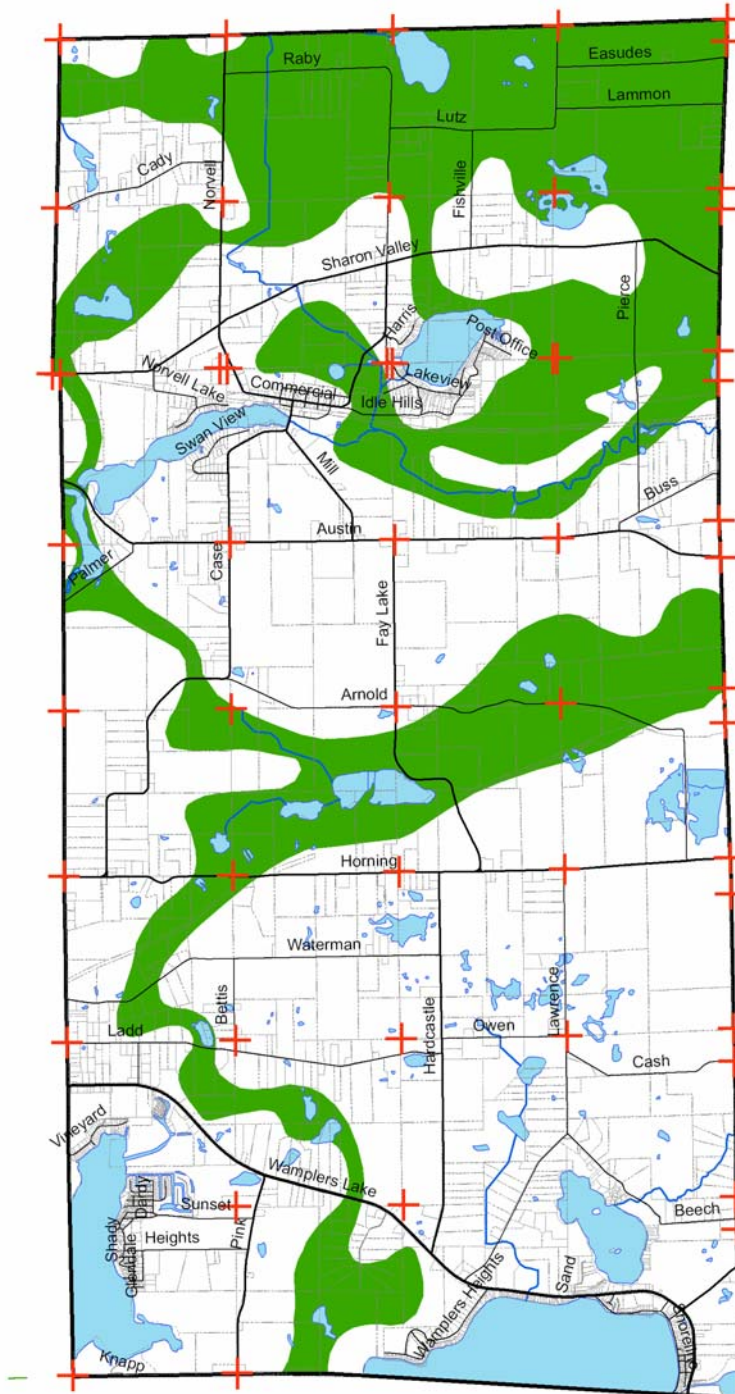 Raby
Easudes
Lammon
Lutz
Cady
Norvell
Fishville
Sharon Valley
Pierce
Harris
Post Office
Norvell Lake
Commercial
Lakeview
Idle Hills
Swan View
Mill
Buss
Austin
Palmer
Case
Fay Lake
Arnold
Horning
Waterman
Bettis
Ladd
Hardcastle
Owen
Lawrence
Cash
Vineyard
Wamplers Lake
Dardy
Sunset
Beech
Shady
Glendale
Heights
Pink
Wamplers Heights
Sand
Shoreline
Knapp